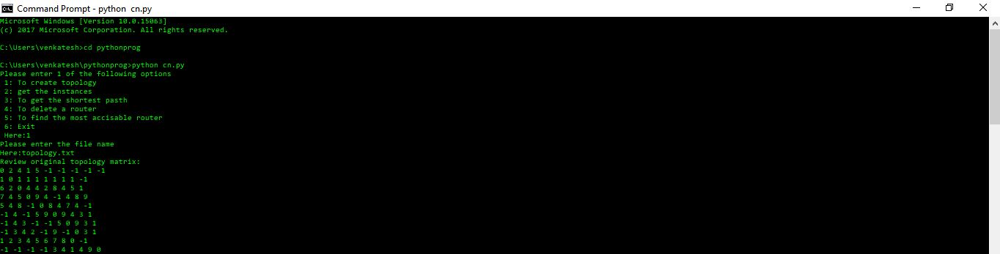 Command Prompt - python  cn.py
Microsoft Windows [Version 10.0.15063]
(c) 2017 Microsoft Corporation. All rights reserved.
C:\Users\venkatesh>cd pythonprog
C:\Users\venkatesh\pythonprog>python cn.py
Please enter 1 of the following options
1: To create topology
2: get the instances
3: To get the shortest pasth
4: To delete a router
5: To find the most accisable router
6: Exit
Here:1
Please enter the file name
Here:topology.txt
Review original topology matrix:
0 2 4 1 5 -1 -1 -1 -1 -1
1 0 1 1 1 1 1 1 1 -1
6 2 0 4 4 2 8 4 5 1
7 4 5 0 9 4 -1 4 8 9
5 4 8 -1 0 8 4 7 4 -1
-1 4 -1 5 9 0 9 4 3 1
-1 4 3 -1 -1 5 0 9 3 1
-1 3 4 2 -1 9 -1 0 3 1
1 2 3 4 5 6 7 8 0 -1
-1 -1 -1 -1 3 4 1 4 9 0